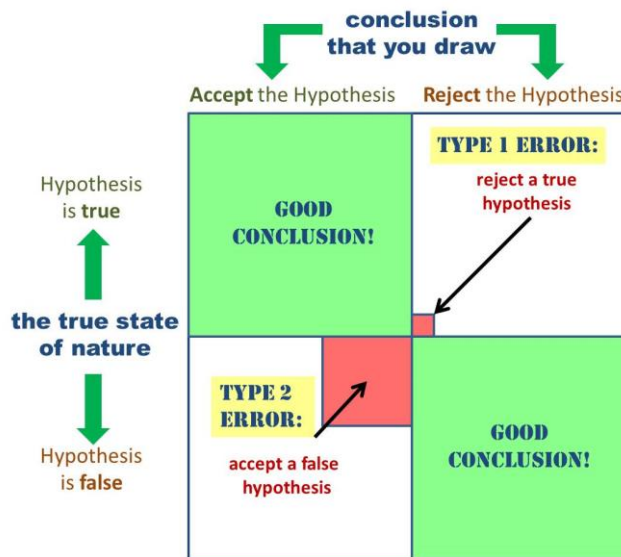 conclusion
that you draw
Accept the Hypothesis
Reject the Hypothesis
TYPE 1 ERROR:
reject a true
hypothesis
Hypothesis
is true
GOOD
CONCLUSION!
the true state
of nature
TYPE 2
ERROR:
accept a false
hypothesis
GOOD
CONCLUSION!
Hypothesis
is false